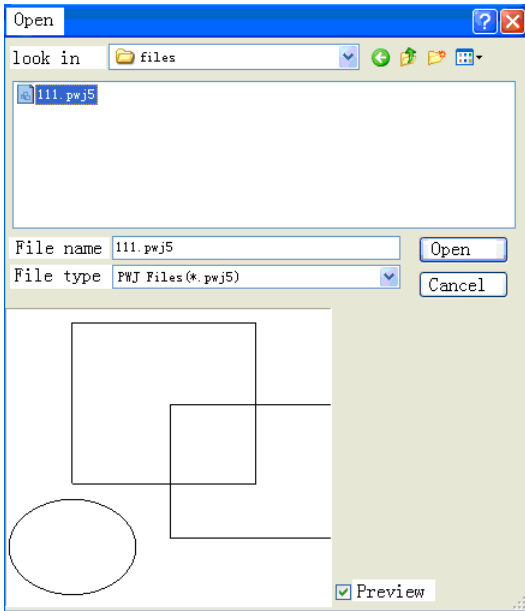 Open
look in files
111.pwj5
File name 111.pwj5 Open
File type PWJ Files(*.pwj5)
Cancel
Preview